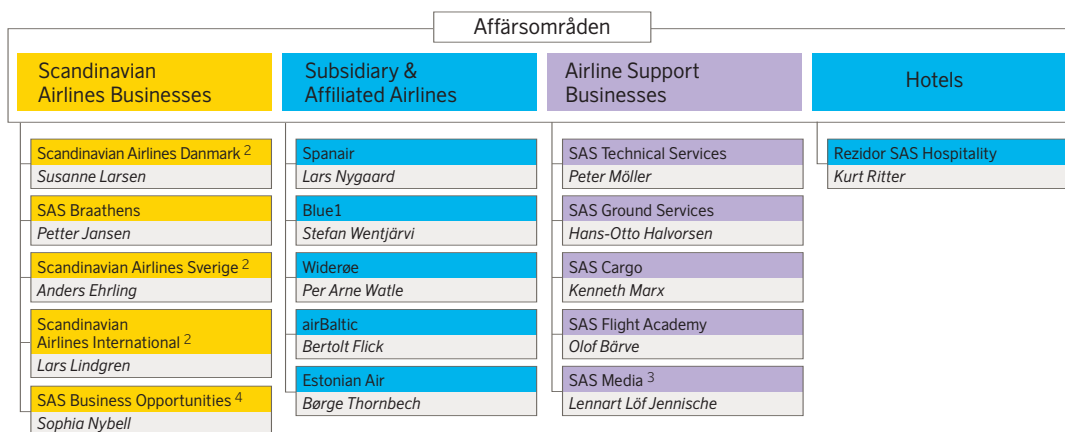 Affärsområden
Scandinavian
Airlines Businesses
Subsidiary &
Affiliated Airlines
Airline Support
Businesses
Hotels
Scandinavian Airlines Danmark 2
Susanne Larsen
SAS Braathens
Petter Jansen
Scandinavian Airlines Sverige 2
Anders Ehrling
Scandinavian
Airlines International 2
Lars Lindgren
SAS Business Opportunities 4
Sophia Nybell
Spanair
Lars Nygaard
Blue1
Stefan Wentjärvi
Widerøe
Per Arne Watle
airBaltic
Bertolt Flick
Estonian Air
Børge Thornbech
SAS Technical Services
Peter Möller
SAS Ground Services
Hans-Otto Halvorsen
SAS Cargo
Kenneth Marx
SAS Flight Academy
Olof Bärve
SAS Media 3
Lennart Löf Jennische
Rezidor SAS Hospitality
Kurt Ritter